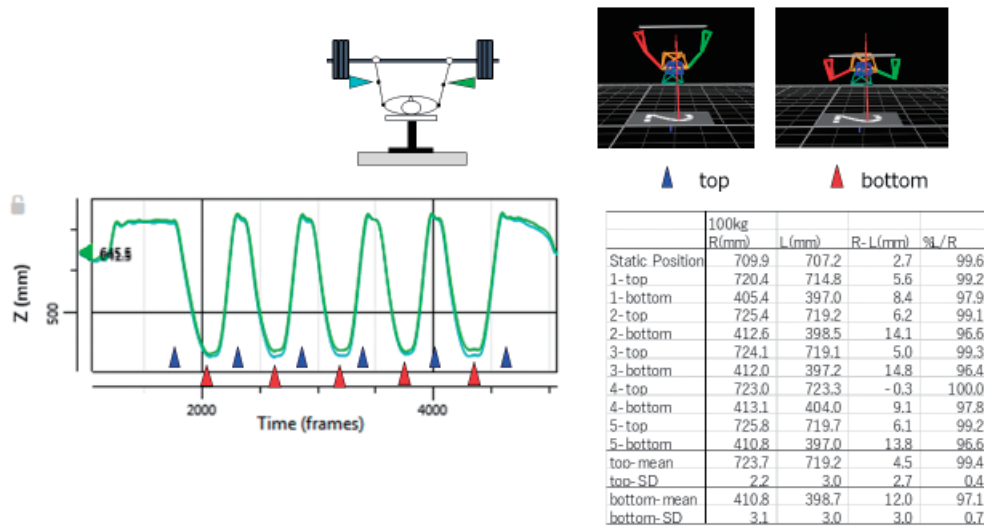 top
bottom
Z (mm)
500
2000
4000
Time (frames)
100kg
R(mm) L(mm) R-L(mm) %L/R
Static Position 709.9 707.2 2.7 99.6
1-top 720.4 714.8 5.6 99.2
1-bottom 405.4 397.0 8.4 97.9
2-top 725.4 719.2 6.2 99.1
2-bottom 412.6 398.5 14.1 96.6
3-top 724.1 719.1 5.0 99.3
3-bottom 412.0 397.2 14.8 96.4
4-top 723.0 723.3 -0.3 100.0
4-bottom 413.1 404.0 9.1 97.8
5-top 725.8 719.7 6.1 99.2
5-bottom 410.8 397.0 13.8 96.6
top-mean 723.7 719.2 4.5 99.4
top-SD 2.2 3.0 2.7 0.4
bottom-mean 410.8 398.7 12.0 97.1
bottom-SD 3.1 3.0 3.0 0.7